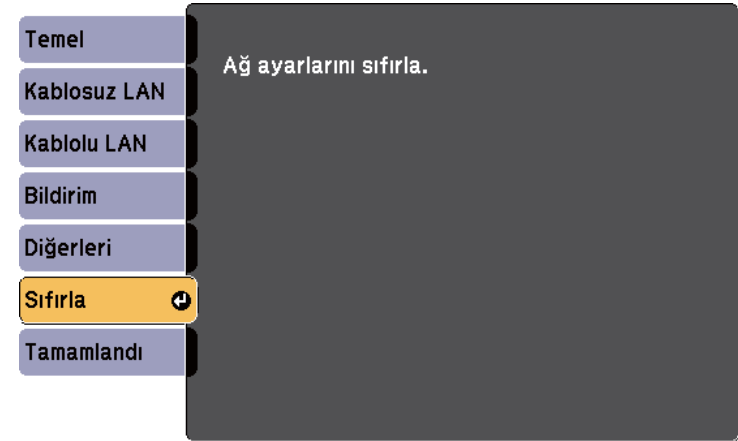 Temel
Kablosuz LAN
Kablolu LAN
Bildirim
Diğerleri
Sıfırla
Tamamlandı
Ağ ayarlarını sıfırla.